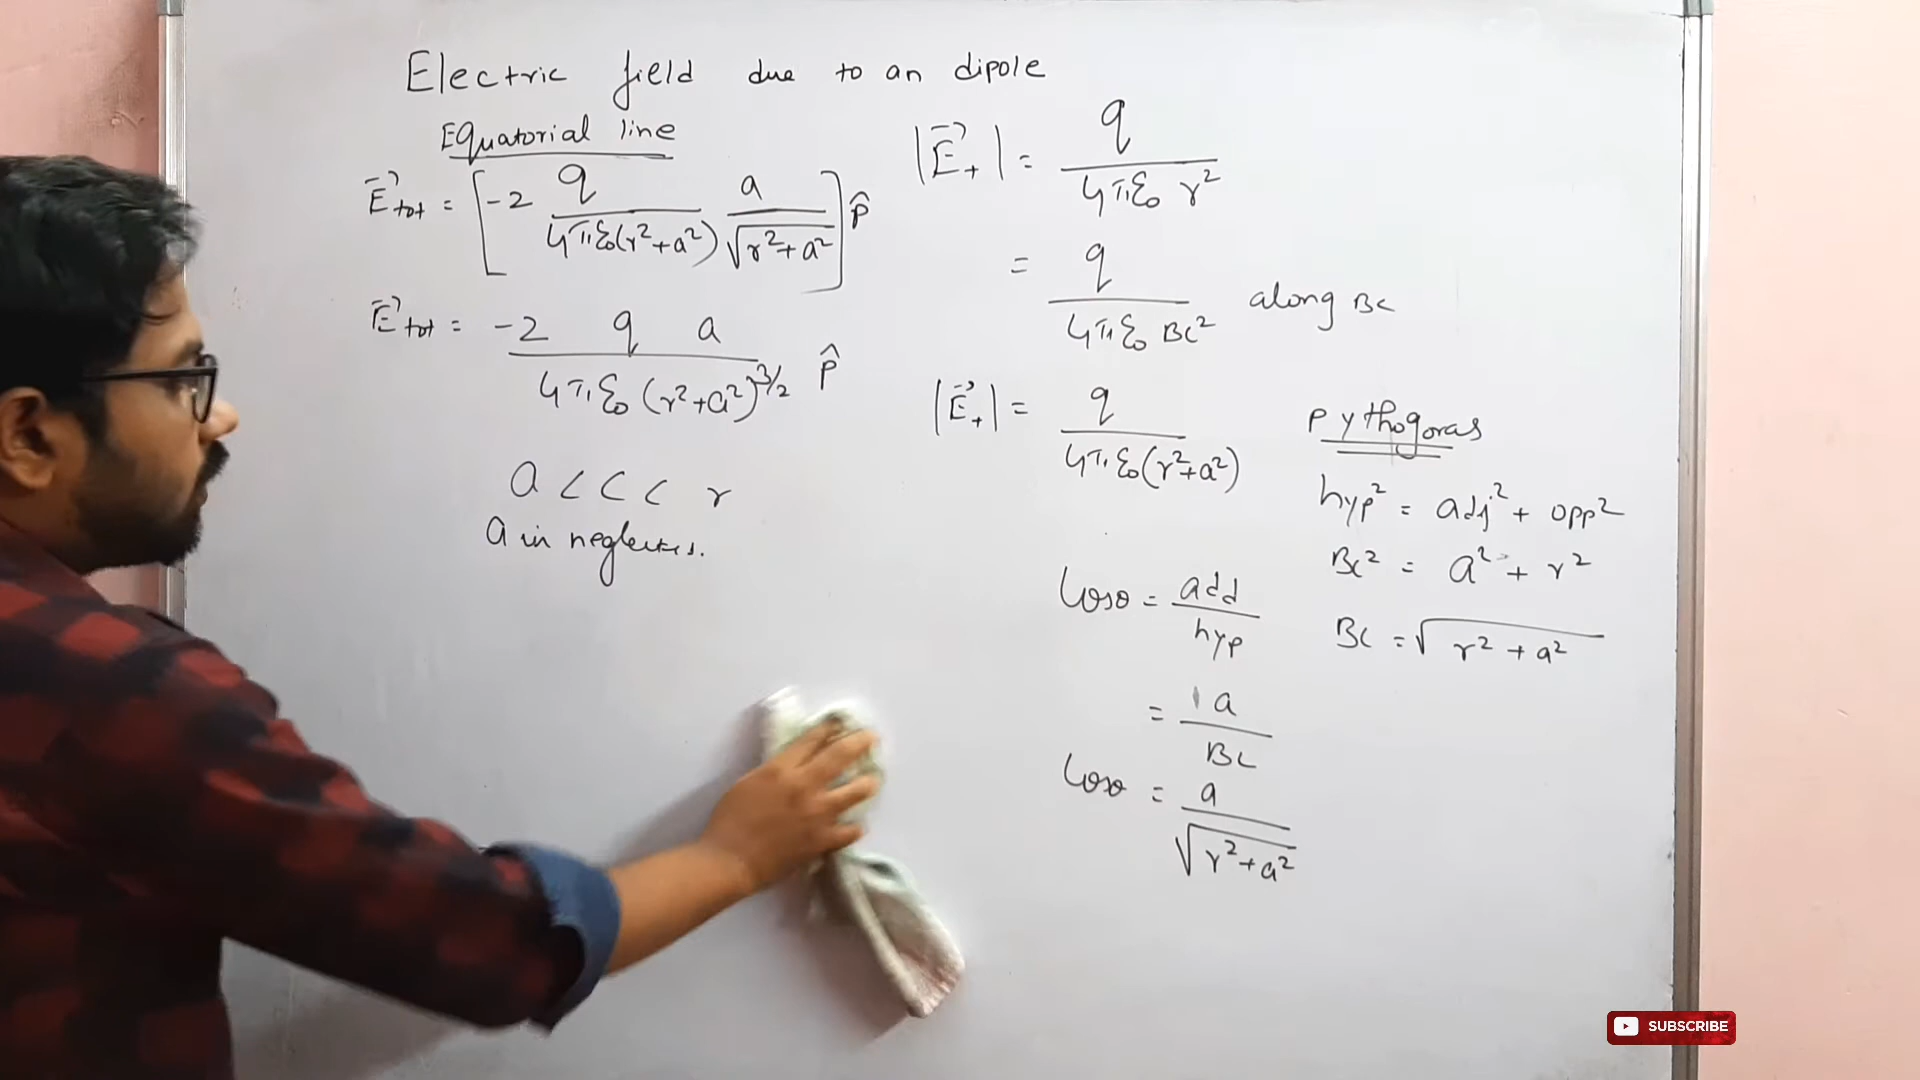 Electric field due to an dipole
Equatorial line
E⃗tot = [-2 q/(4πε₀(r²+a²)) a/√(r²+a²)] p̂
E⃗tot = -2 q a/(4πε₀(r²+a²)^3/2) p̂
a < < < r
a is neglected.
|E⃗₊| = q/(4πε₀ r²)
= q/(4πε₀ BC²) along BC
|E⃗₊| = q/(4πε₀(r²+a²))
Pythogoras
hyp² = adj² + opp²
BC² = a² + r²
BC = √(r² + a²)
Cosθ = add/hyp
= a/BC
Cosθ = a/√(r²+a²)
SUBSCRIBE